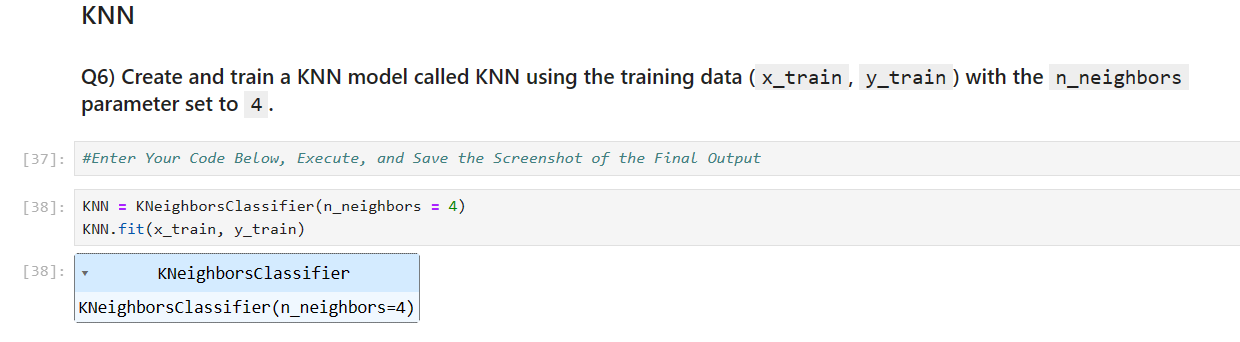 KNN
Q6) Create and train a KNN model called KNN using the training data ( x_train , y_train ) with the n_neighbors
parameter set to 4 .
[37]: #Enter Your Code Below, Execute, and Save the Screenshot of the Final Output
[38]: KNN = KNeighborsClassifier(n_neighbors = 4)
KNN.fit(x_train, y_train)
[38]: ▾ KNeighborsClassifier
KNeighborsClassifier(n_neighbors=4)